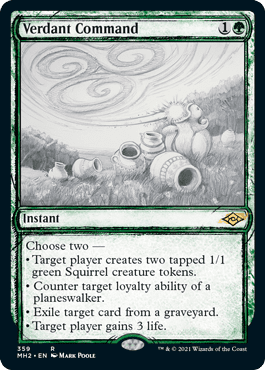 Verdant Command 1
Instant
Choose two —
• Target player creates two tapped 1/1
green Squirrel creature tokens.
• Counter target loyalty ability of a
planeswalker.
• Exile target card from a graveyard.
• Target player gains 3 life.
359 R
MH2 • EN Mark Poole
™ & © 2021 Wizards of the Coast